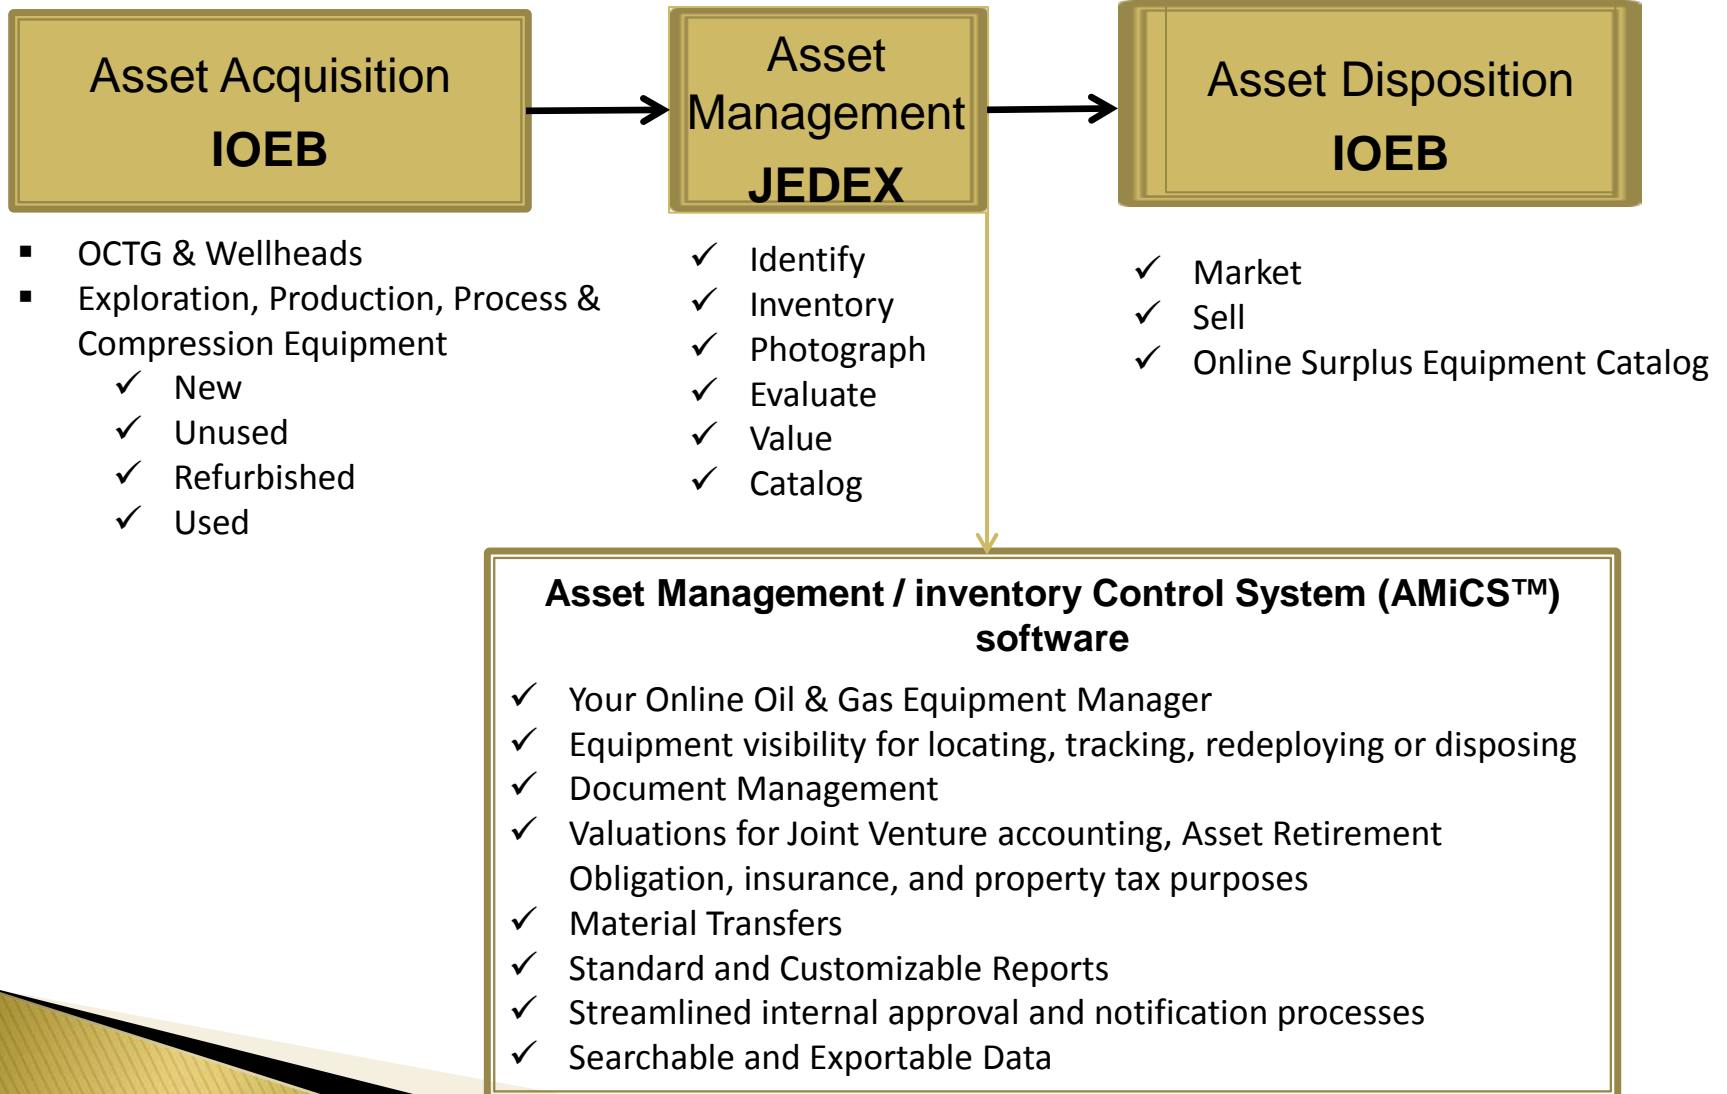 Asset Acquisition
IOEB
Asset
Management
JEDEX
Asset Disposition
IOEB
▪ OCTG & Wellheads
▪ Exploration, Production, Process &
Compression Equipment
✓ New
✓ Unused
✓ Refurbished
✓ Used
✓ Identify
✓ Inventory
✓ Photograph
✓ Evaluate
✓ Value
✓ Catalog
✓ Market
✓ Sell
✓ Online Surplus Equipment Catalog
Asset Management / inventory Control System (AMiCS™)
software
✓ Your Online Oil & Gas Equipment Manager
✓ Equipment visibility for locating, tracking, redeploying or disposing
✓ Document Management
✓ Valuations for Joint Venture accounting, Asset Retirement
Obligation, insurance, and property tax purposes
✓ Material Transfers
✓ Standard and Customizable Reports
✓ Streamlined internal approval and notification processes
✓ Searchable and Exportable Data